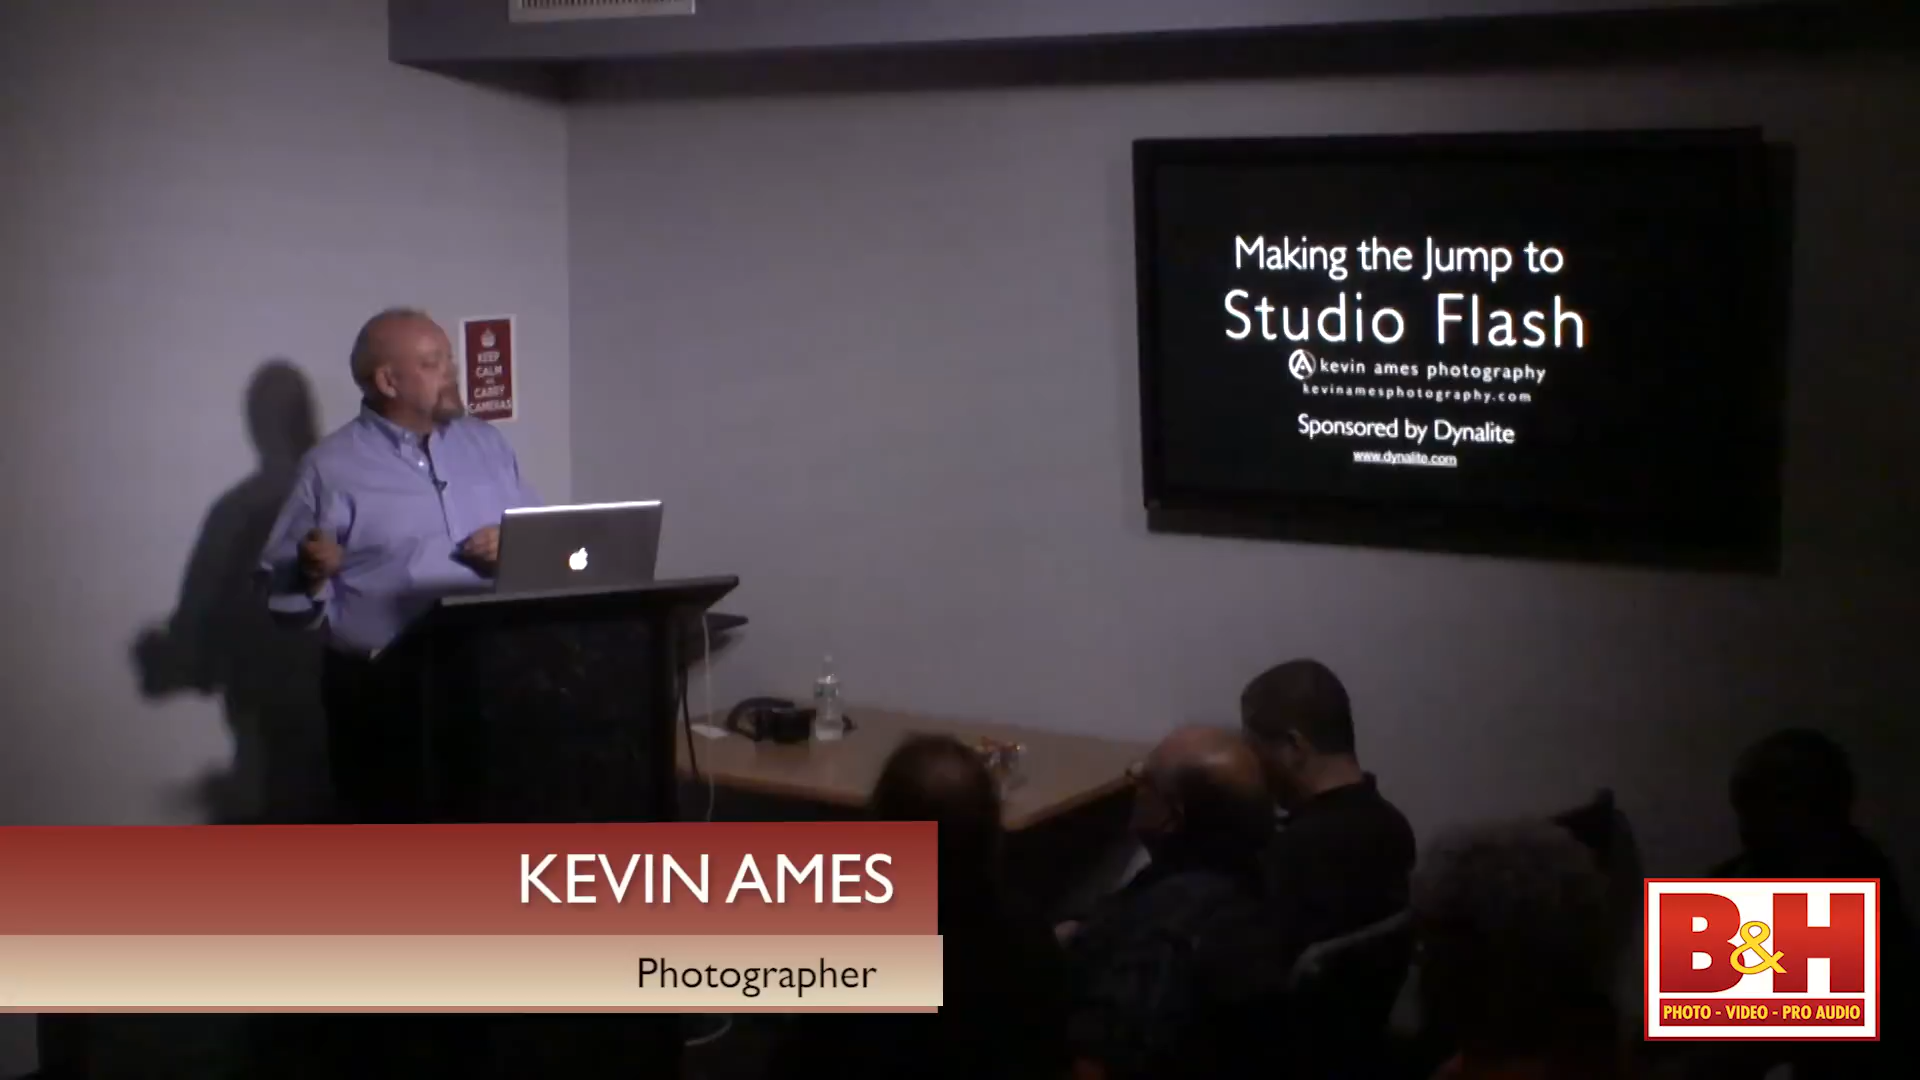 Making the Jump to
Studio Flash
kevin ames photography
kevinamesphotography.com
Sponsored by Dynalite
www.dynalite.com
KEEP
CALM
AND
CARRY
CAMERAS
KEVIN AMES
Photographer
B&H
PHOTO - VIDEO - PRO AUDIO